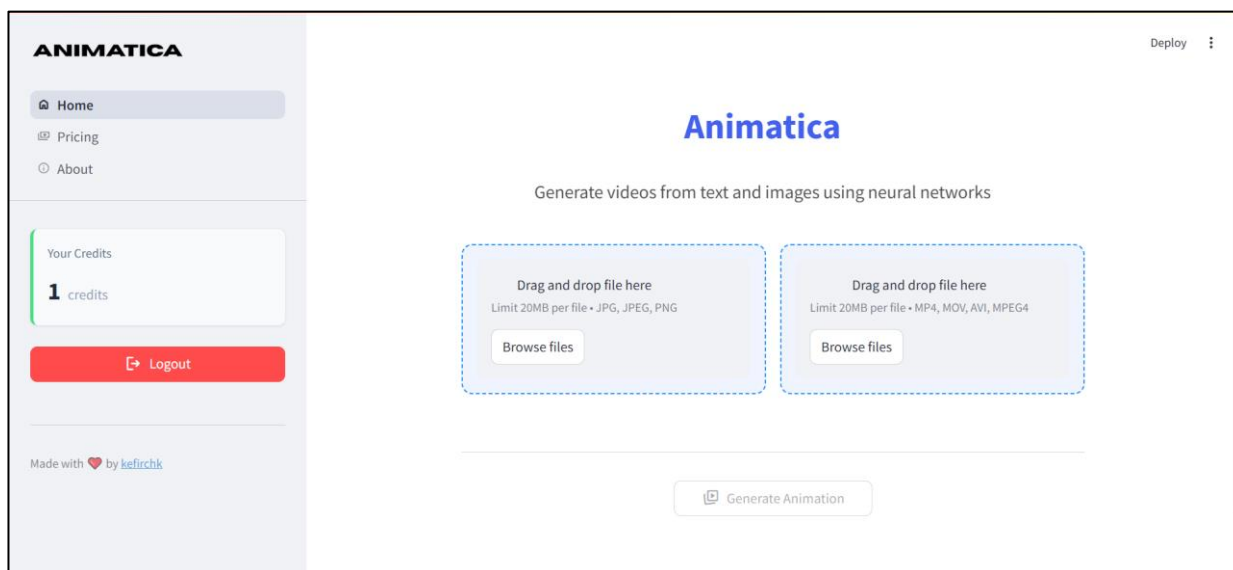 ANIMATICA
Home
Pricing
About
Your Credits
1 credits
Logout
Made with ❤ by kefirchk
Deploy
Animatica
Generate videos from text and images using neural networks
Drag and drop file here
Limit 20MB per file • JPG, JPEG, PNG
Browse files
Drag and drop file here
Limit 20MB per file • MP4, MOV, AVI, MPEG4
Browse files
Generate Animation